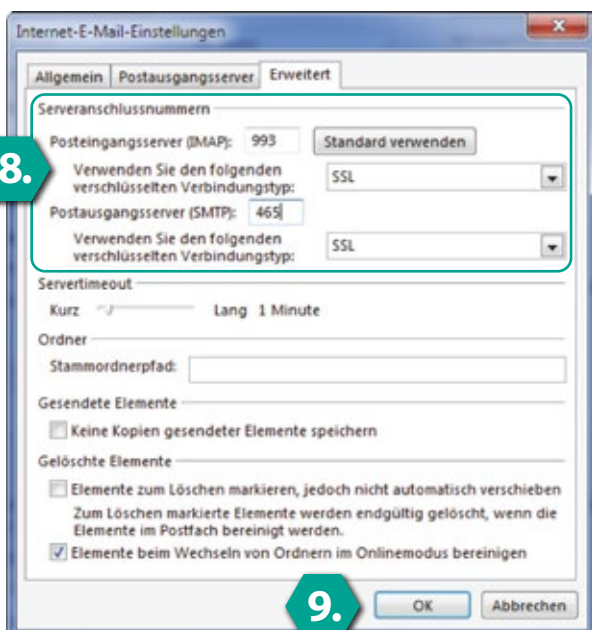 Internet-E-Mail-Einstellungen
Allgemein Postausgangsserver Erweitert
Serveranschlussnummern
Posteingangsserver (IMAP): 993 Standard verwenden
8.
Verwenden Sie den folgenden
verschlüsselten Verbindungstyp: SSL
Postausgangsserver (SMTP): 465
Verwenden Sie den folgenden
verschlüsselten Verbindungstyp: SSL
Servertimeout
Kurz Lang 1 Minute
Ordner
Stammordnerpfad:
Gesendete Elemente
Keine Kopien gesendeter Elemente speichern
Gelöschte Elemente
Elemente zum Löschen markieren, jedoch nicht automatisch verschieben
Zum Löschen markierte Elemente werden endgültig gelöscht, wenn die
Elemente im Postfach bereinigt werden.
Elemente beim Wechseln von Ordnern im Onlinemodus bereinigen
9. OK Abbrechen